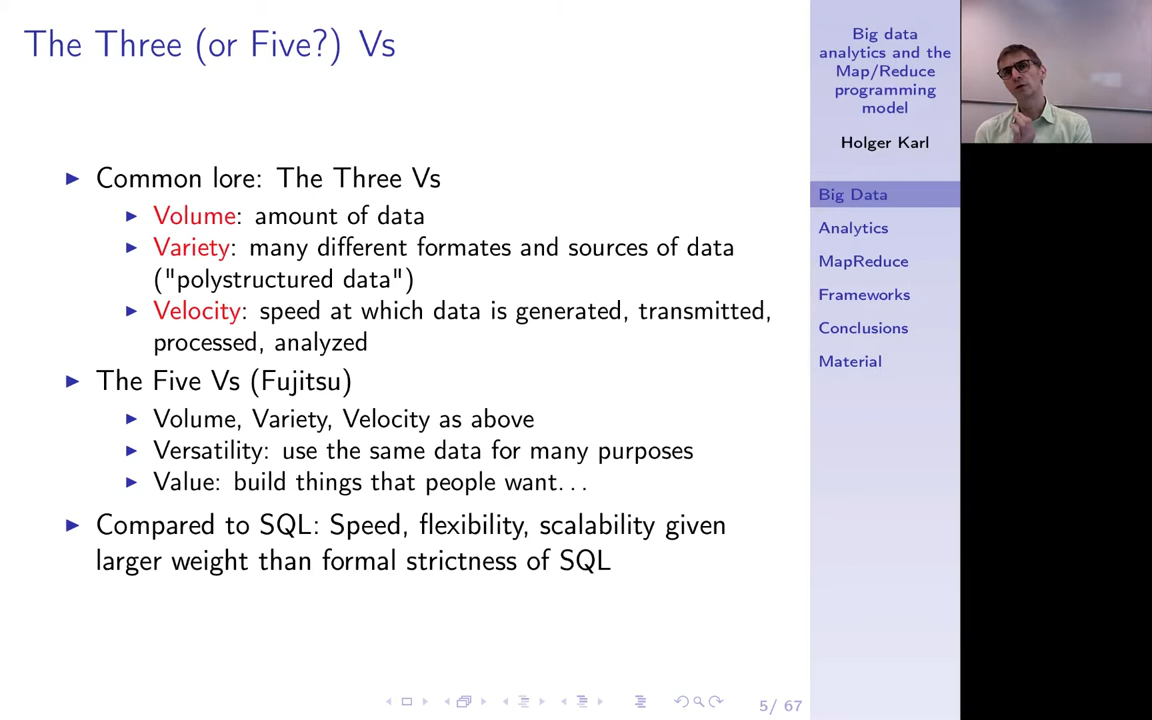 The Three (or Five?) Vs
▶ Common lore: The Three Vs
▶ Volume: amount of data
▶ Variety: many different formates and sources of data
("polystructured data")
▶ Velocity: speed at which data is generated, transmitted,
processed, analyzed
▶ The Five Vs (Fujitsu)
▶ Volume, Variety, Velocity as above
▶ Versatility: use the same data for many purposes
▶ Value: build things that people want...
▶ Compared to SQL: Speed, flexibility, scalability given
larger weight than formal strictness of SQL
5/ 67
Big data
analytics and the
Map/Reduce
programming
model
Holger Karl
Big Data
Analytics
MapReduce
Frameworks
Conclusions
Material